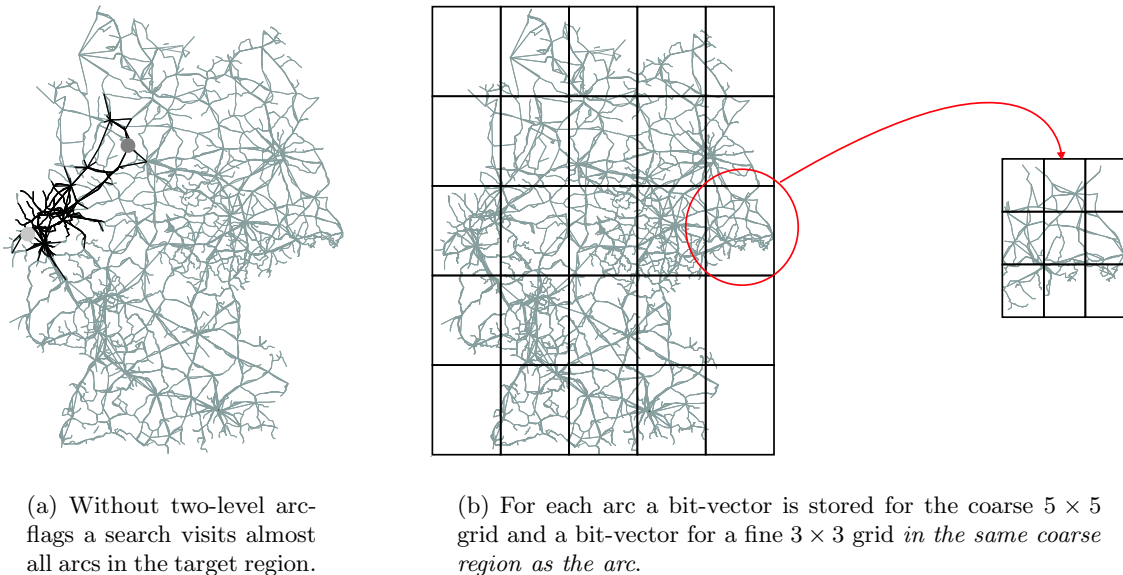 (a) Without two-level arc-
flags a search visits almost
all arcs in the target region.
(b) For each arc a bit-vector is stored for the coarse 5 × 5
grid and a bit-vector for a fine 3 × 3 grid in the same coarse
region as the arc.